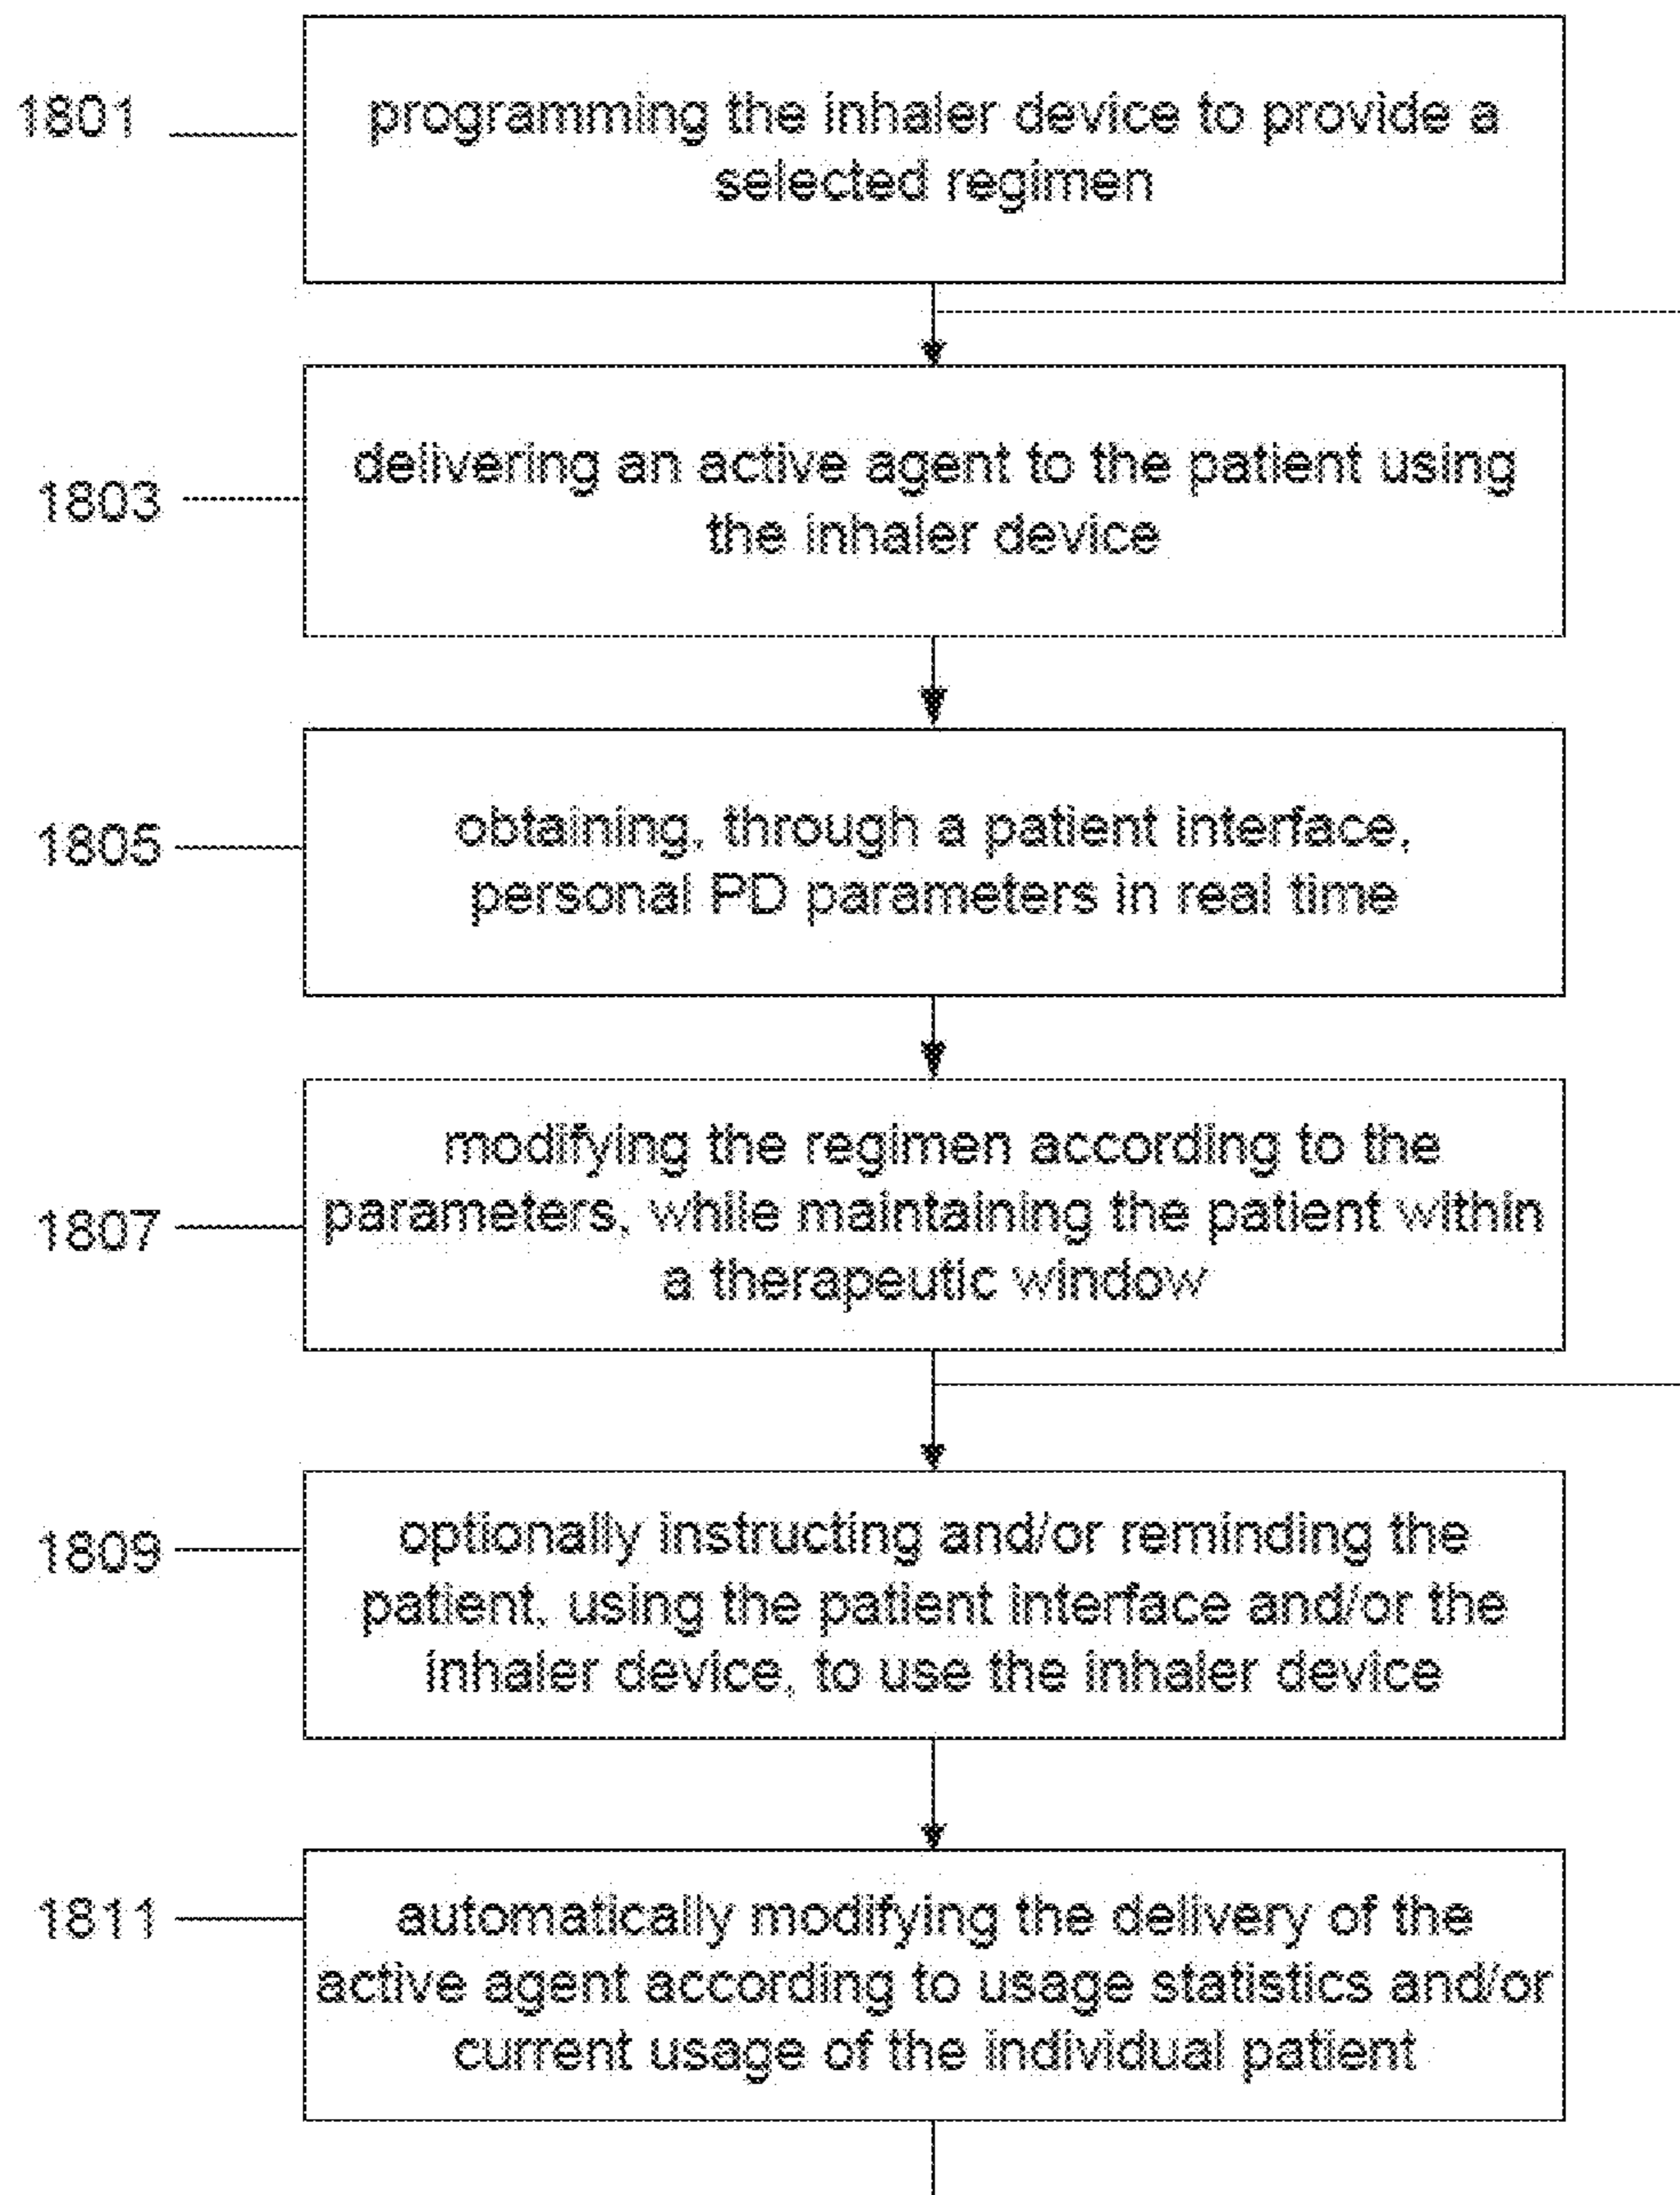 1801
programming the inhaler device to provide a
selected regimen
1803
delivering an active agent to the patient using
the inhaler device
1805
obtaining, through a patient interface,
personal PD parameters in real time
1807
modifying the regimen according to the
parameters, while maintaining the patient within
a therapeutic window
1809
optionally instructing and/or reminding the
patient, using the patient interface and/or the
inhaler device, to use the inhaler device
1811
automatically modifying the delivery of the
active agent according to usage statistics and/or
current usage of the individual patient